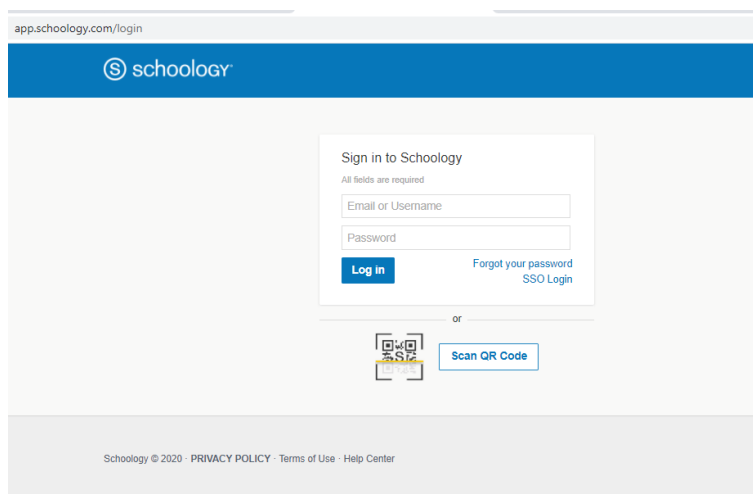 app.schoology.com/login
schoology
Sign in to Schoology
All fields are required
Email or Username
Password
Log in
Forgot your password
SSO Login
or
Scan QR Code
Schoology © 2020 · PRIVACY POLICY · Terms of Use · Help Center